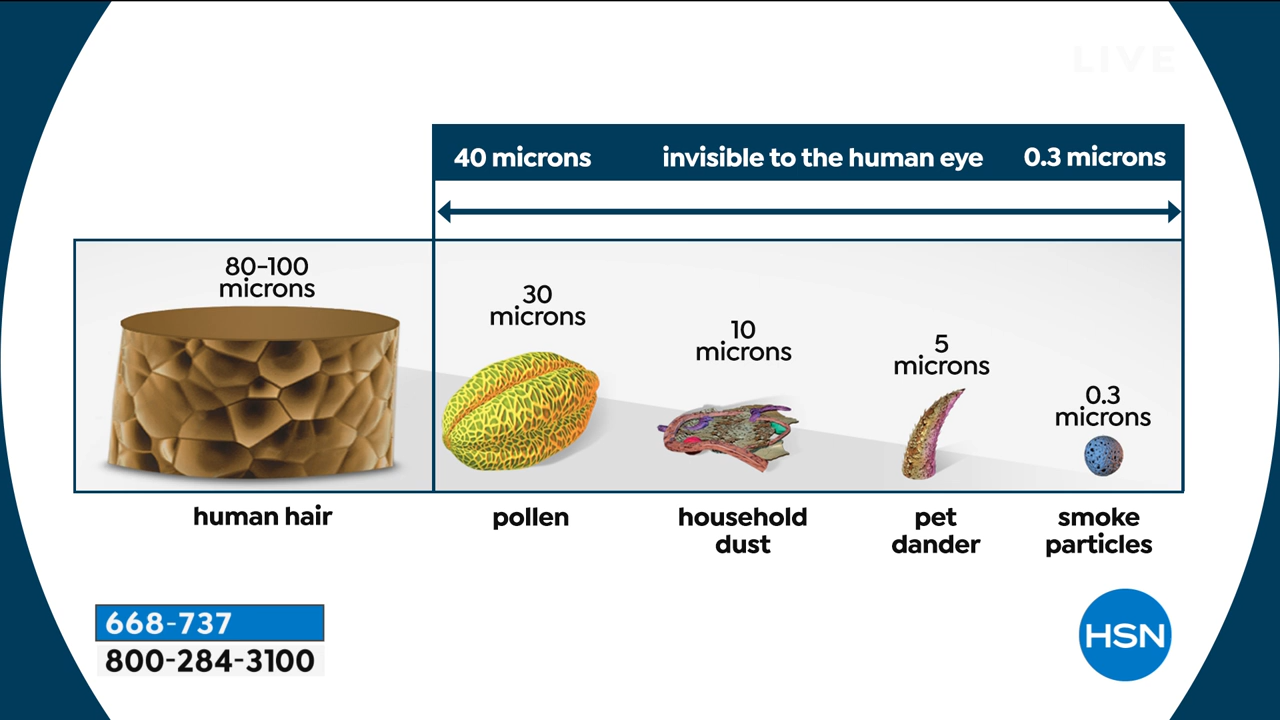 LIVE
40 microns
invisible to the human eye
0.3 microns
80-100
microns
30
microns
10
microns
5
microns
0.3
microns
human hair
pollen
household
dust
pet
dander
smoke
particles
668-737
800-284-3100
HSN